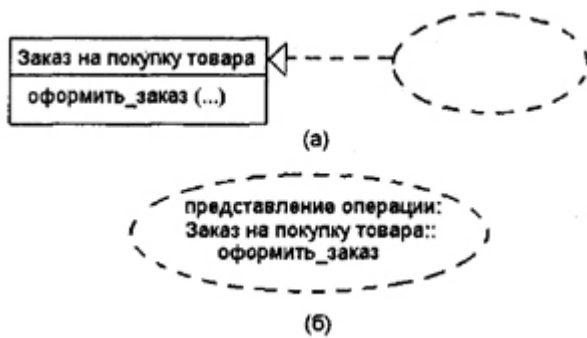 Заказ на покупку товара
оформить_заказ (...)
(а)
представление операции:
Заказ на покупку товара::
оформить_заказ
(б)